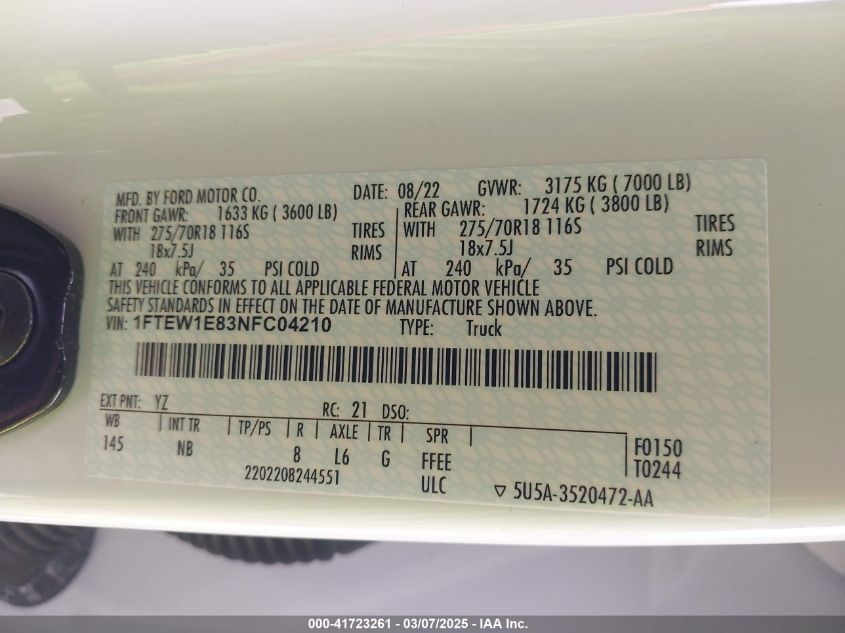 MFD. BY FORD MOTOR CO. DATE: 08/22 GVWR: 3175 KG ( 7000 LB)
FRONT GAWR: 1633 KG ( 3600 LB) REAR GAWR: 1724 KG ( 3800 LB)
WITH 275/70R18 116S TIRES WITH 275/70R18 116S TIRES
18x7.5J RIMS 18x7.5J RIMS
AT 240 kPa/ 35 PSI COLD AT 240 kPa/ 35 PSI COLD
THIS VEHICLE CONFORMS TO ALL APPLICABLE FEDERAL MOTOR VEHICLE
SAFETY STANDARDS IN EFFECT ON THE DATE OF MANUFACTURE SHOWN ABOVE.
VIN: 1FTEW1E83NFC04210 TYPE: Truck
EXT PNT: YZ RC: 21 DSO:
WB INT TR TP/PS R AXLE TR SPR F0150
145 NB 8 L6 G FFEE T0244
2202208244551 ULC 5U5A-3520472-AA
000-41723261 - 03/07/2025 - IAA Inc.